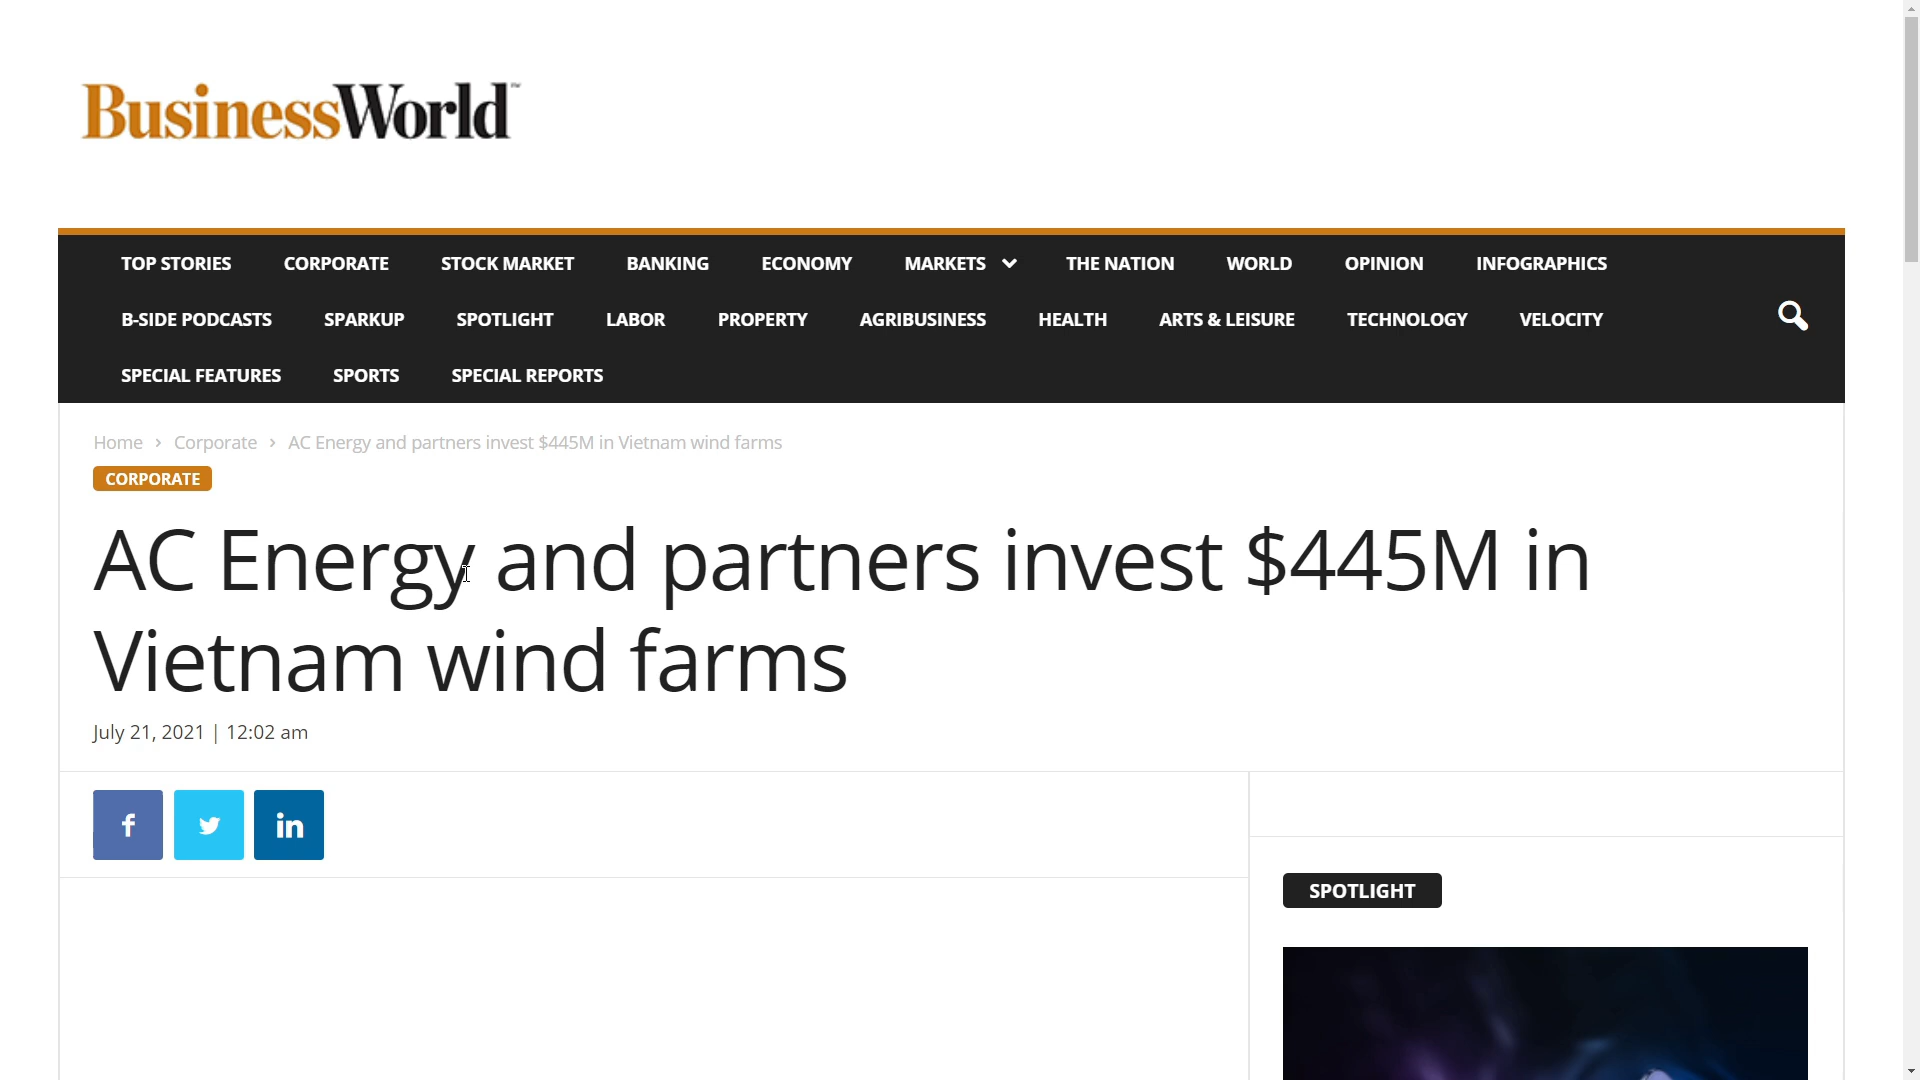 BusinessWorld™
TOP STORIES CORPORATE STOCK MARKET BANKING ECONOMY MARKETS THE NATION WORLD OPINION INFOGRAPHICS
B-SIDE PODCASTS SPARKUP SPOTLIGHT LABOR PROPERTY AGRIBUSINESS HEALTH ARTS & LEISURE TECHNOLOGY VELOCITY
SPECIAL FEATURES SPORTS SPECIAL REPORTS
Home › Corporate › AC Energy and partners invest $445M in Vietnam wind farms
CORPORATE
AC Energy and partners invest $445M in
Vietnam wind farms
July 21, 2021 | 12:02 am
f in
SPOTLIGHT